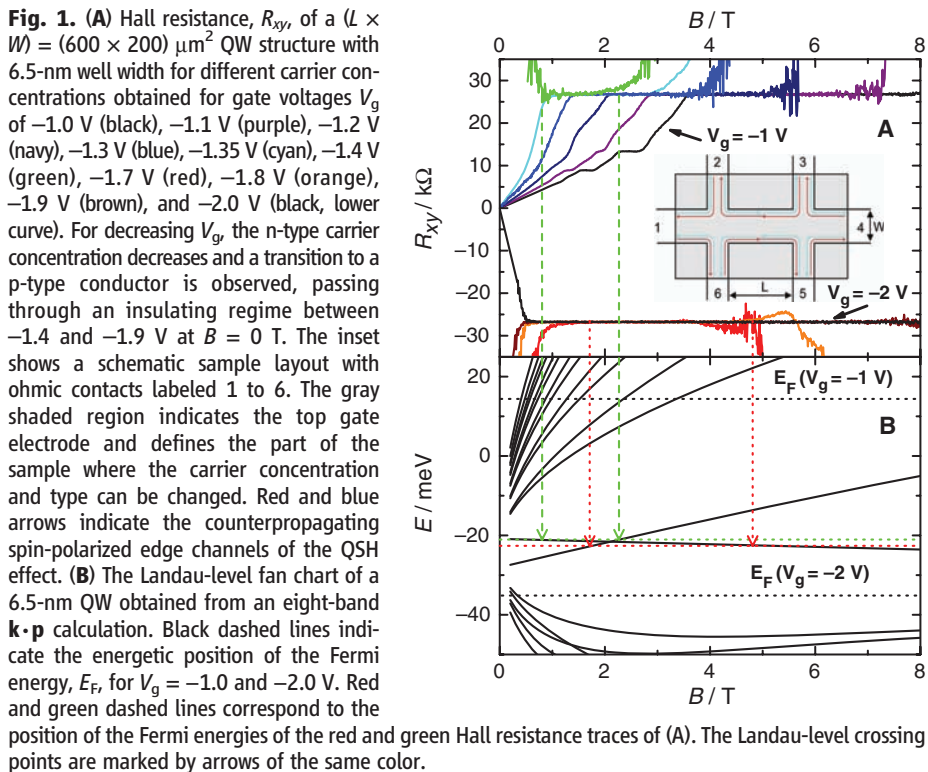 Fig. 1. (A) Hall resistance, Rxy, of a (L ×
W) = (600 × 200) μm² QW structure with
6.5-nm well width for different carrier con-
centrations obtained for gate voltages Vg
of −1.0 V (black), −1.1 V (purple), −1.2 V
(navy), −1.3 V (blue), −1.35 V (cyan), −1.4 V
(green), −1.7 V (red), −1.8 V (orange),
−1.9 V (brown), and −2.0 V (black, lower
curve). For decreasing Vg, the n-type carrier
concentration decreases and a transition to a
p-type conductor is observed, passing
through an insulating regime between
−1.4 and −1.9 V at B = 0 T. The inset
shows a schematic sample layout with
ohmic contacts labeled 1 to 6. The gray
shaded region indicates the top gate
electrode and defines the part of the
sample where the carrier concentration
and type can be changed. Red and blue
arrows indicate the counterpropagating
spin-polarized edge channels of the QSH
effect. (B) The Landau-level fan chart of a
6.5-nm QW obtained from an eight-band
k·p calculation. Black dashed lines indi-
cate the energetic position of the Fermi
energy, EF, for Vg = −1.0 and −2.0 V. Red
and green dashed lines correspond to the
position of the Fermi energies of the red and green Hall resistance traces of (A). The Landau-level crossing
points are marked by arrows of the same color.
B / T
0 2 4 6 8
30
20
10
0
−10
−20
−30
Rxy / kΩ
A
Vg = −1 V
2 3
1 4 W
L
6 5
Vg = −2 V
20
0
−20
−40
E / meV
EF (Vg = −1 V)
B
EF (Vg = −2 V)
0 2 4 6 8
B / T